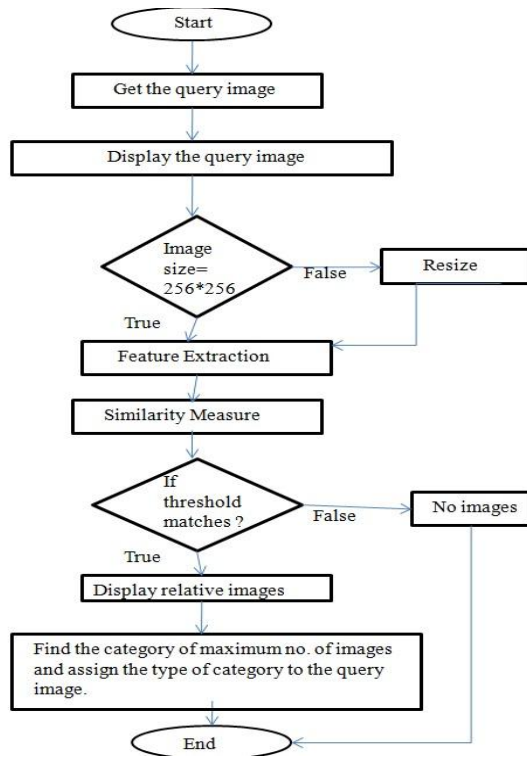 Start
Get the query image
Display the query image
Image
size=
256*256
False
Resize
True
Feature Extraction
Similarity Measure
If
threshold
matches ?
False
No images
True
Display relative images
Find the category of maximum no. of images
and assign the type of category to the query
image.
End